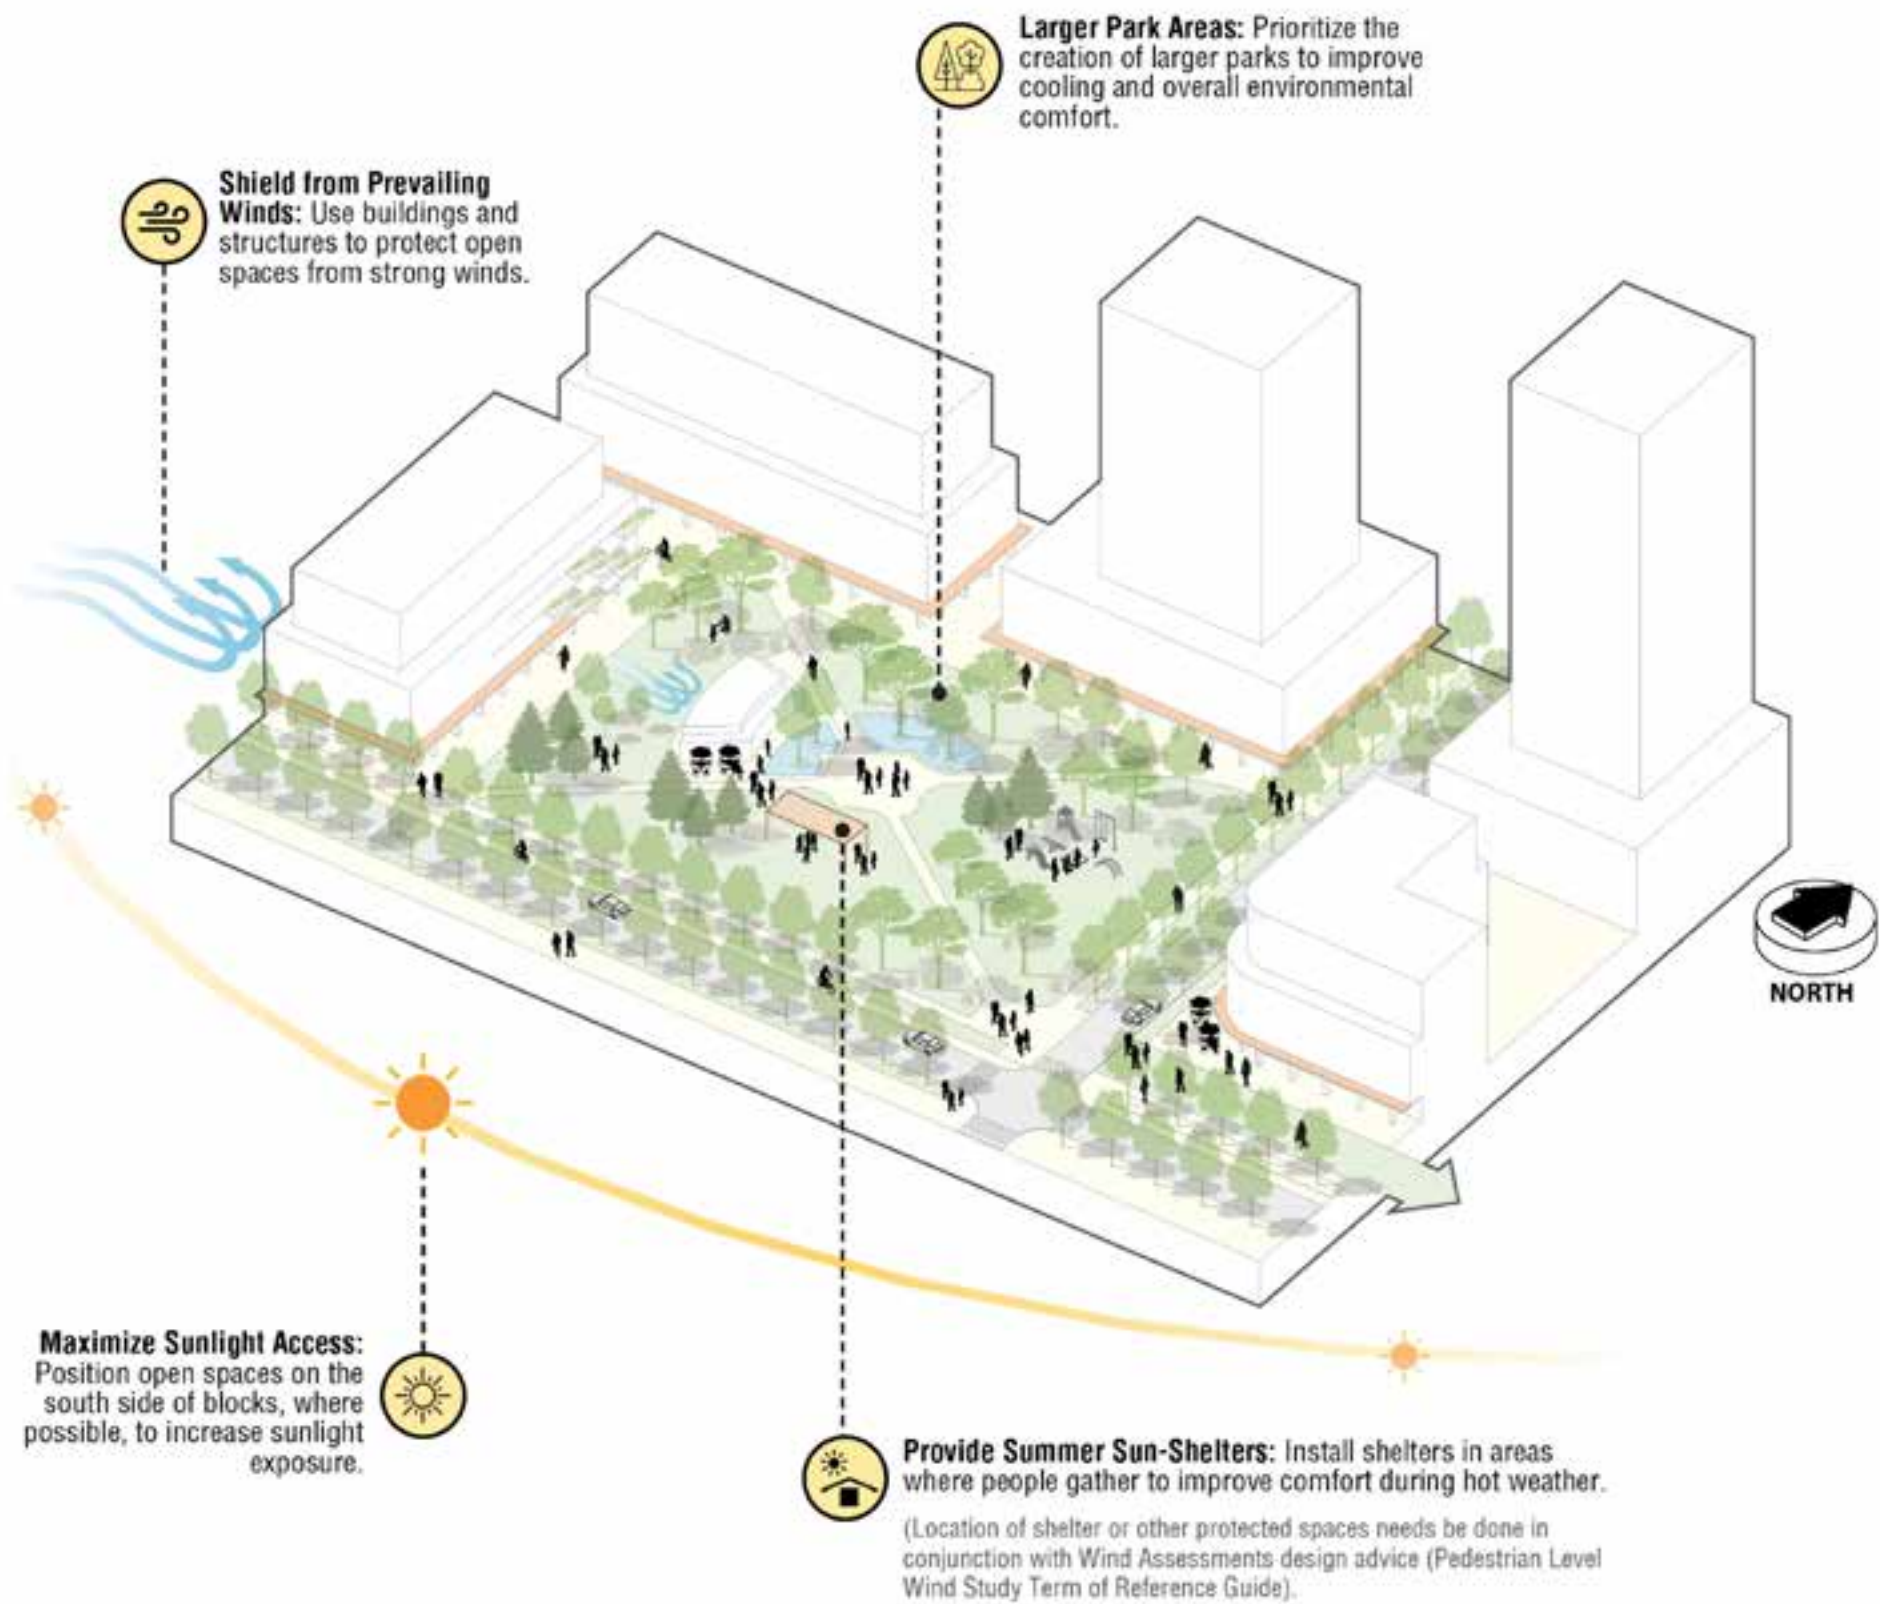 Larger Park Areas: Prioritize the
creation of larger parks to improve
cooling and overall environmental
comfort.
Shield from Prevailing
Winds: Use buildings and
structures to protect open
spaces from strong winds.
NORTH
Maximize Sunlight Access:
Position open spaces on the
south side of blocks, where
possible, to increase sunlight
exposure.
Provide Summer Sun-Shelters: Install shelters in areas
where people gather to improve comfort during hot weather.
(Location of shelter or other protected spaces needs be done in
conjunction with Wind Assessments design advice (Pedestrian Level
Wind Study Term of Reference Guide).